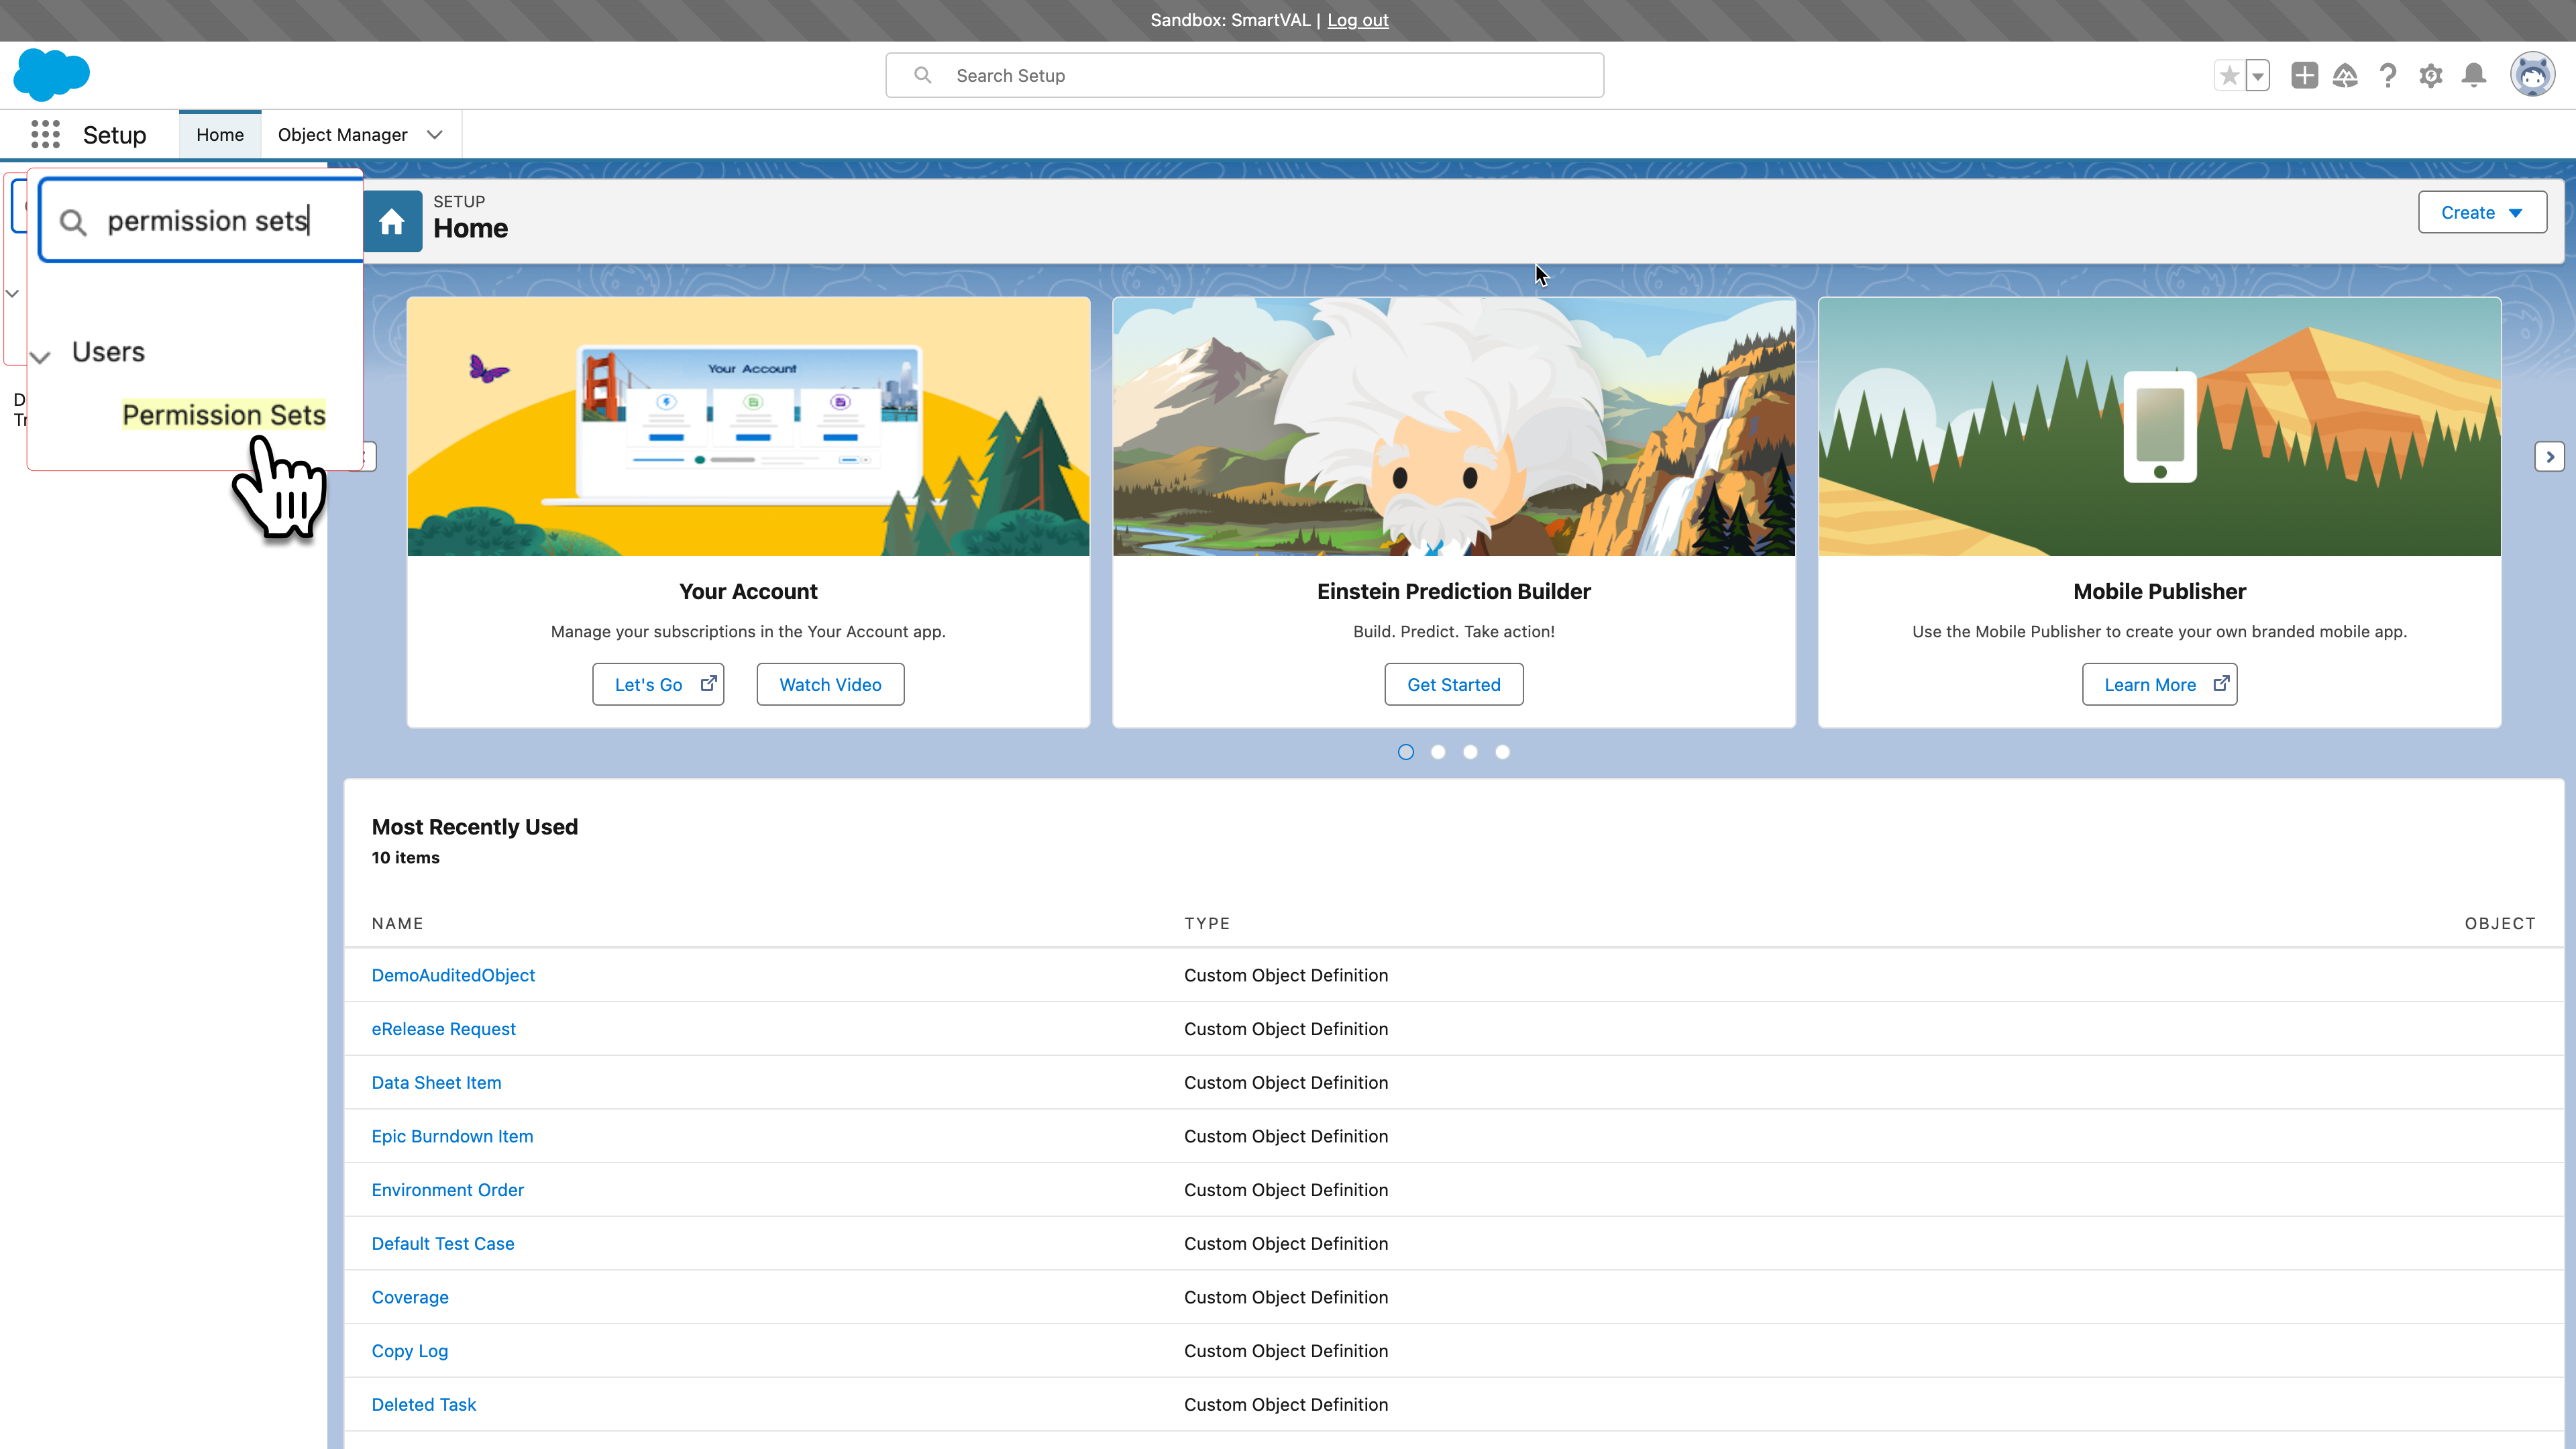 Sandbox: SmartVAL | Log out
Search Setup
Setup
Home
Object Manager
permission sets
Users
Permission Sets
D
Tr
SETUP
Home
Create
Your Account
Your Account
Manage your subscriptions in the Your Account app.
Let's Go
Watch Video
Einstein Prediction Builder
Build. Predict. Take action!
Get Started
Mobile Publisher
Use the Mobile Publisher to create your own branded mobile app.
Learn More
Most Recently Used
10 items
NAME TYPE OBJECT
DemoAuditedObject Custom Object Definition
eRelease Request Custom Object Definition
Data Sheet Item Custom Object Definition
Epic Burndown Item Custom Object Definition
Environment Order Custom Object Definition
Default Test Case Custom Object Definition
Coverage Custom Object Definition
Copy Log Custom Object Definition
Deleted Task Custom Object Definition